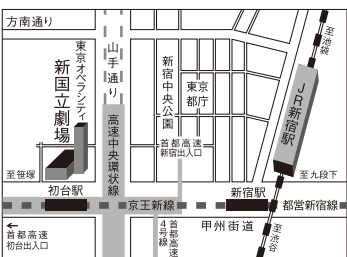 方南通り
山手通り
東京オペラシティ
新国立劇場
新宿中央公園
東京
都庁
至池袋
JR新宿駅
高速中央環状線
首都高速
新宿出入口
至笹塚
至九段下
初台駅
新宿駅
京王新線
都営新宿線
甲州街道
至渋谷
首都高速
初台出入口
首都高速
4号線